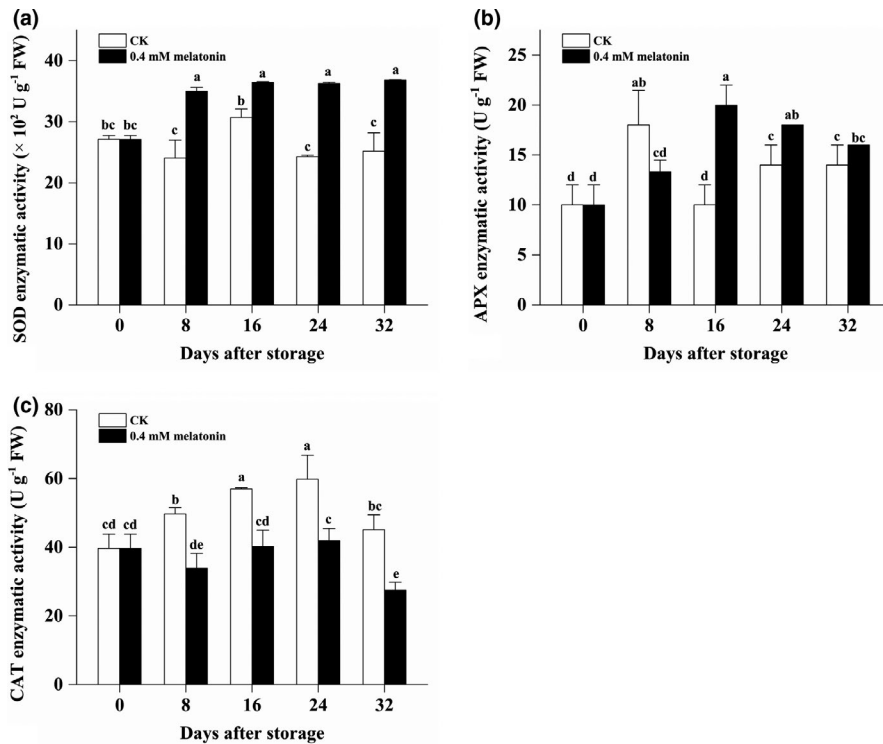 (a)
CK
0.4 mM melatonin
SOD enzymatic activity (× 10² U g⁻¹ FW)
40
30
20
10
0
bc bc
c
a
b
a
c
a
c
a
0 8 16 24 32
Days after storage
(b)
CK
0.4 mM melatonin
APX enzymatic activity (U g⁻¹ FW)
25
20
15
10
5
0
d d
ab
cd
d
a
c
ab
c
bc
0 8 16 24 32
Days after storage
(c)
CK
0.4 mM melatonin
CAT enzymatic activity (U g⁻¹ FW)
80
60
40
20
0
cd cd
b
de
a
cd
a
c
bc
e
0 8 16 24 32
Days after storage